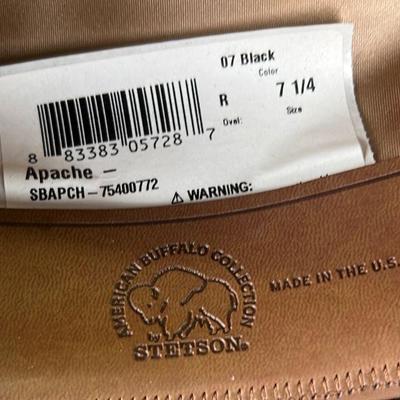 07 Black
Color
R 7 1/4
Oval: Size
8 83383 05728 7
Apache –
SBAPCH–75400772
⚠ WARNING:
AMERICAN BUFFALO COLLECTION
by
STETSON®
MADE IN THE U.S.